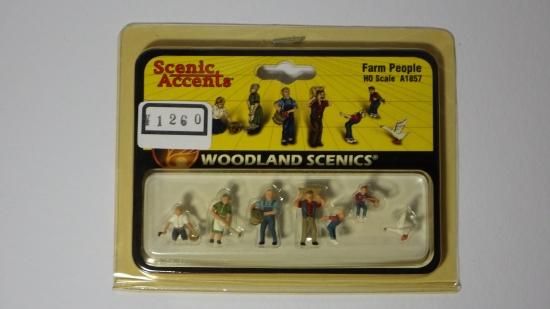 Scenic
Accents®
Farm People
HO Scale A1857
1260
WOODLAND SCENICS®